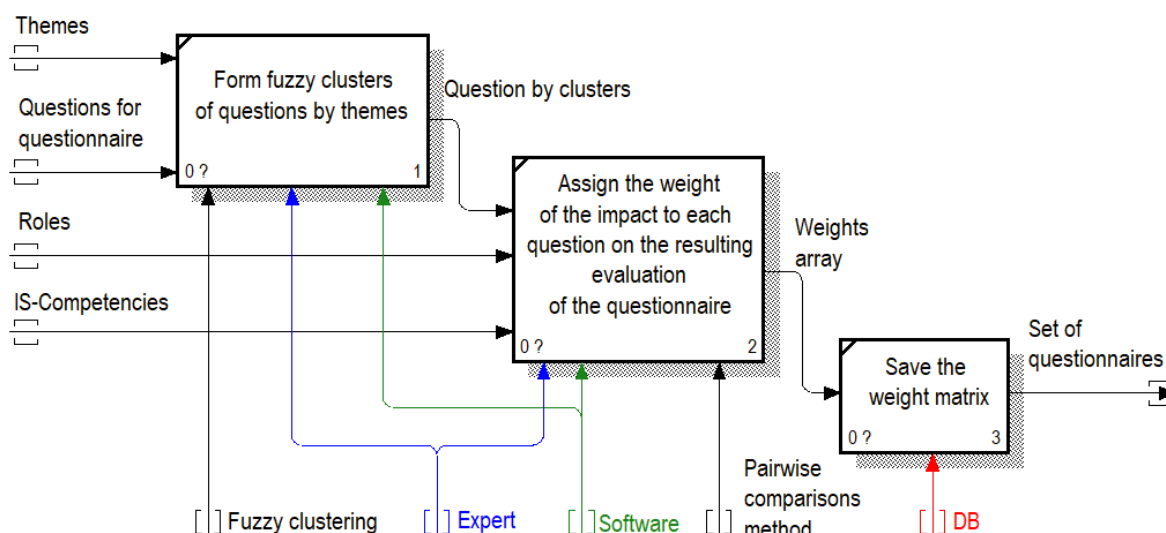 Themes
Form fuzzy clusters
of questions by themes
0 ?
1
Question by clusters
Questions for
questionnaire
Assign the weight
of the impact to each
question on the resulting
evaluation
of the questionnaire
0 ?
2
Roles
IS-Competencies
Weights
array
Save the
weight matrix
0 ?
3
Set of
questionnaires
Fuzzy clustering
Expert
Software
Pairwise
comparisons
method
DB